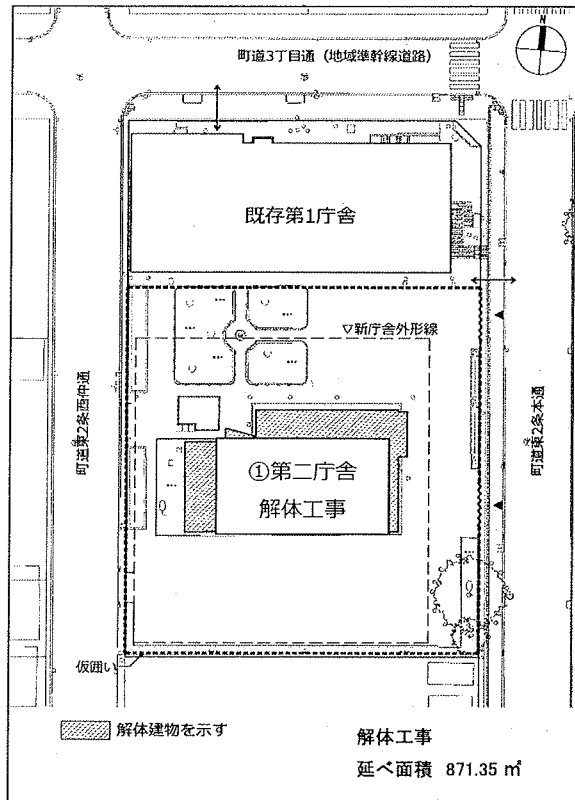 N
町道3丁目通（地域準幹線道路）
既存第1庁舎
▽新庁舎外形線
町道東2条西仲通
町道東2条本通
①第二庁舎
解体工事
仮囲い
解体建物を示す
解体工事
延べ面積 871.35 ㎡